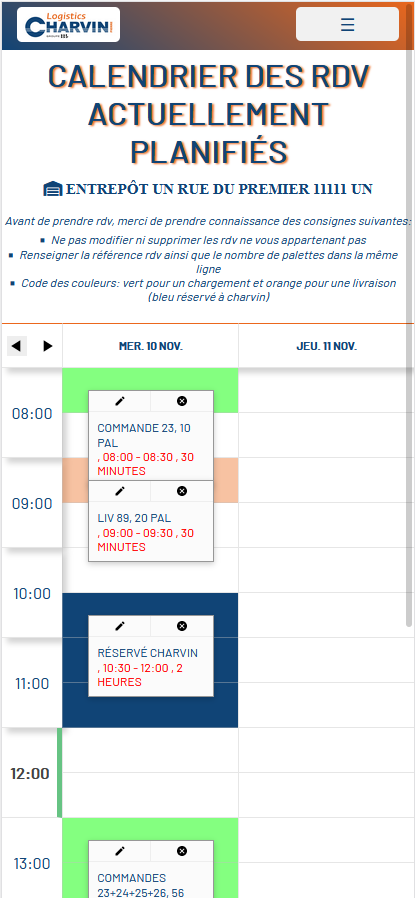 Logistics
CHARVIN
☰
CALENDRIER DES RDV
ACTUELLEMENT
PLANIFIÉS
ENTREPÔT UN RUE DU PREMIER 11111 UN
Avant de prendre rdv, merci de prendre connaissance des consignes suivantes:
▪ Ne pas modifier ni supprimer les rdv ne vous appartenant pas
▪ Renseigner la référence rdv ainsi que le nombre de palettes dans la même
ligne
▪ Code des couleurs: vert pour un chargement et orange pour une livraison
(bleu réservé à charvin)
MER. 10 NOV.
JEU. 11 NOV.
08:00
COMMANDE 23, 10
PAL
, 08:00 - 08:30 , 30
MINUTES
09:00
LIV 89, 20 PAL
, 09:00 - 09:30 , 30
MINUTES
10:00
RÉSERVÉ CHARVIN
, 10:30 - 12:00 , 2
HEURES
11:00
12:00
13:00
COMMANDES
23+24+25+26, 56